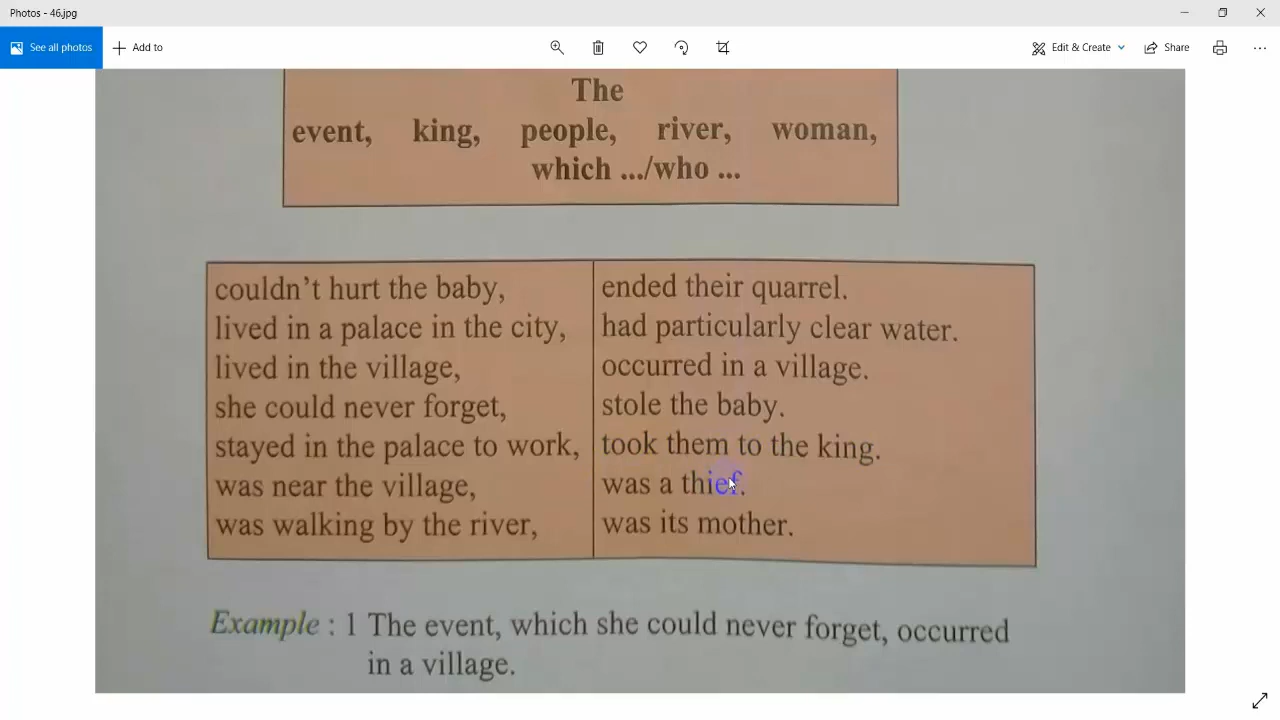 Photos - 46.jpg
See all photos
Add to
Edit & Create
Share
The
event, king, people, river, woman,
which .../who ...
couldn't hurt the baby,
lived in a palace in the city,
lived in the village,
she could never forget,
stayed in the palace to work,
was near the village,
was walking by the river,
ended their quarrel.
had particularly clear water.
occurred in a village.
stole the baby.
took them to the king.
was a thief.
was its mother.
Example : 1 The event, which she could never forget, occurred
in a village.